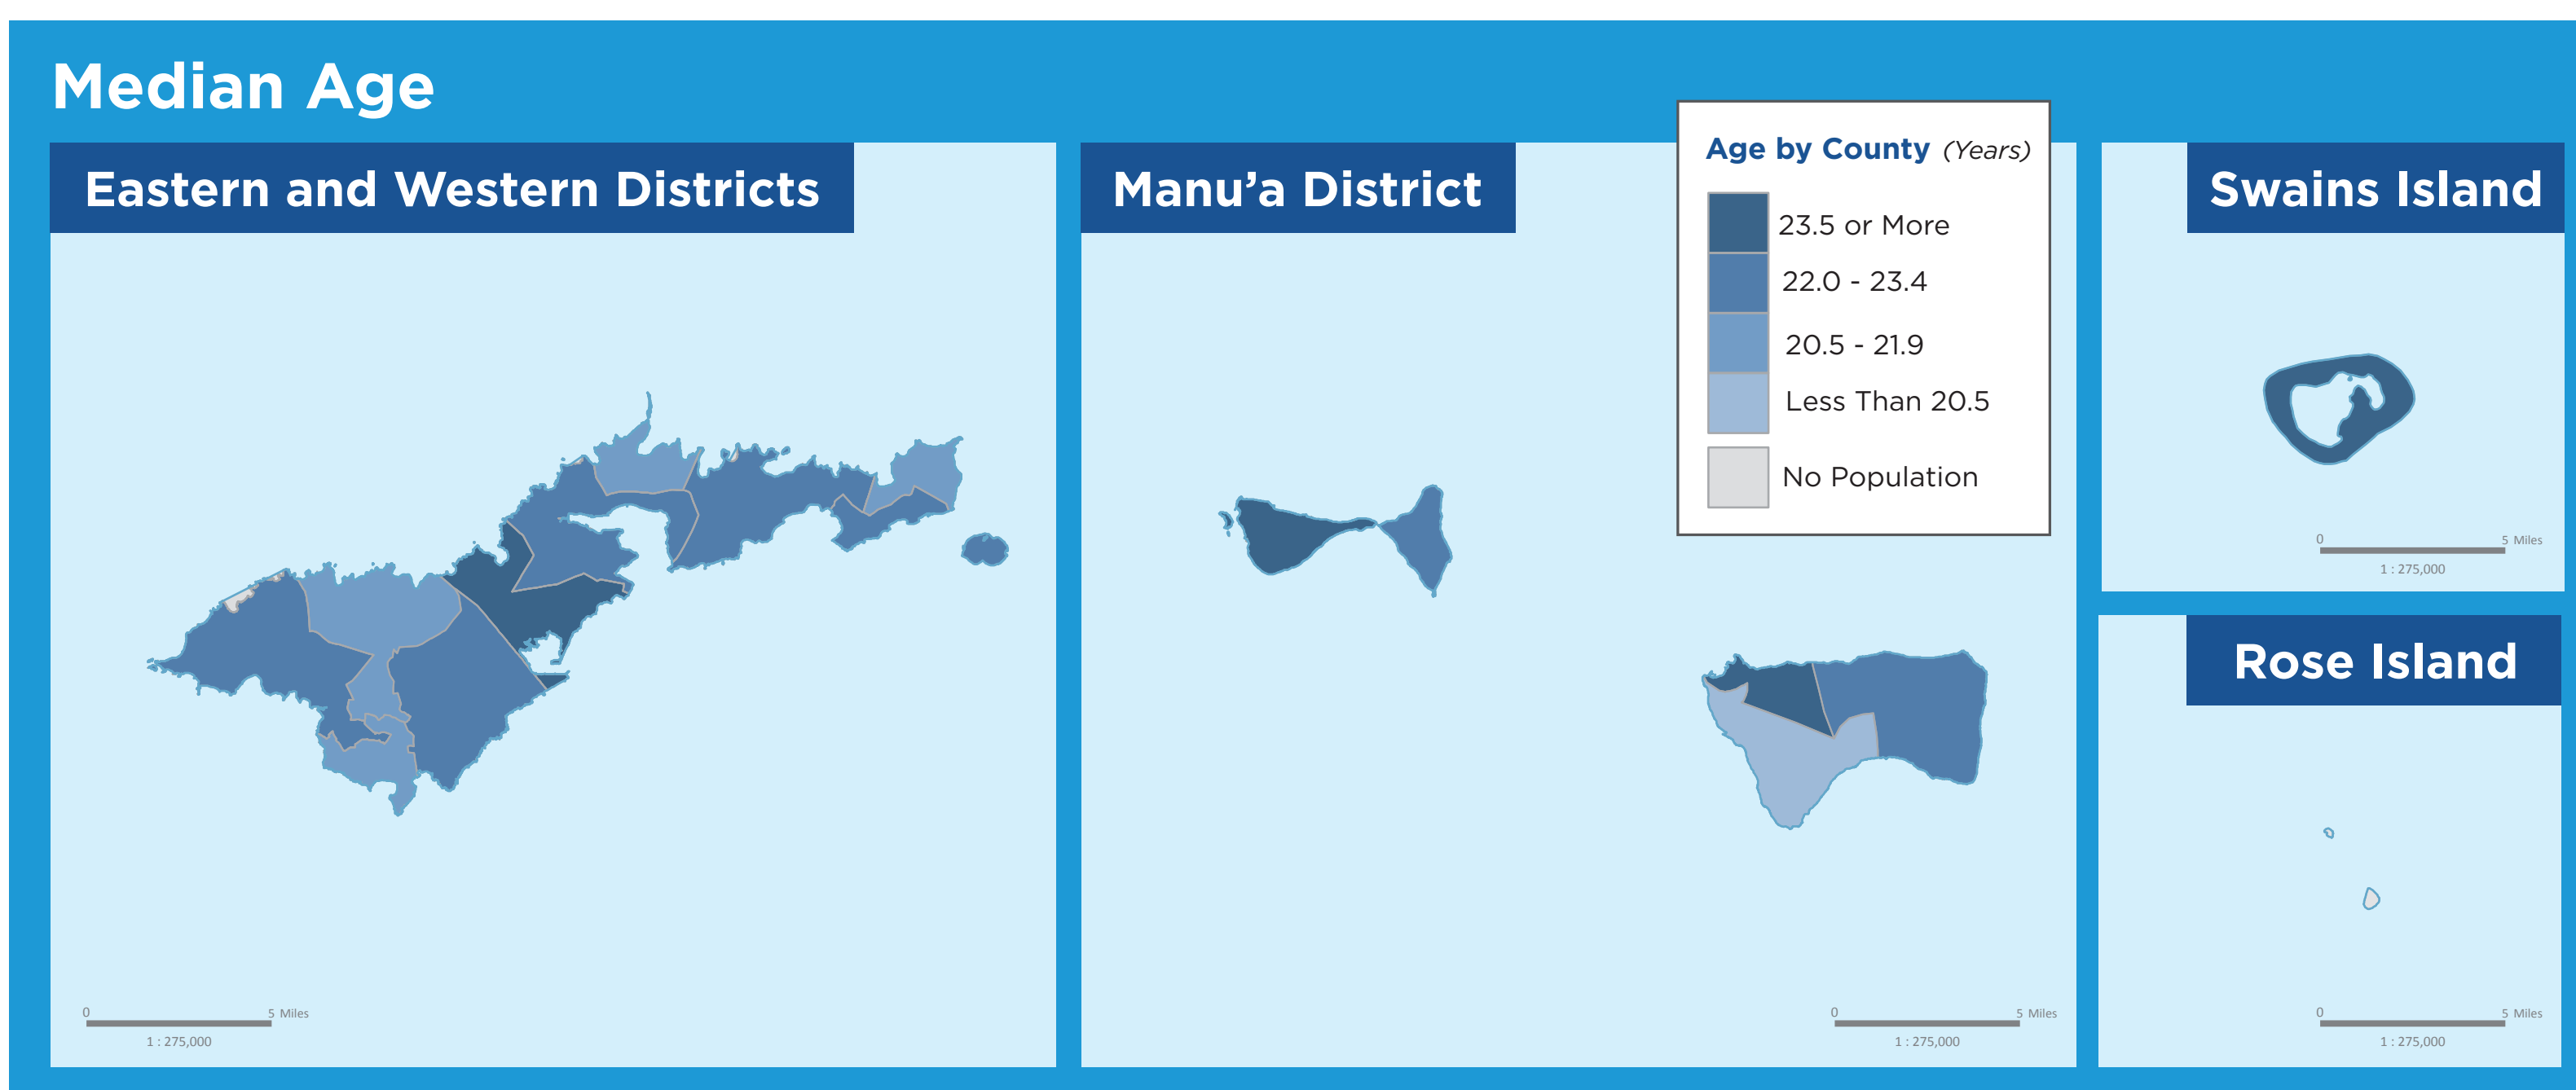 Median Age
Eastern and Western Districts
0 5 Miles
1 : 275,000
Manu’a District
Age by County (Years)
23.5 or More
22.0 - 23.4
20.5 - 21.9
Less Than 20.5
No Population
0 5 Miles
1 : 275,000
Swains Island
0 5 Miles
1 : 275,000
Rose Island
0 5 Miles
1 : 275,000